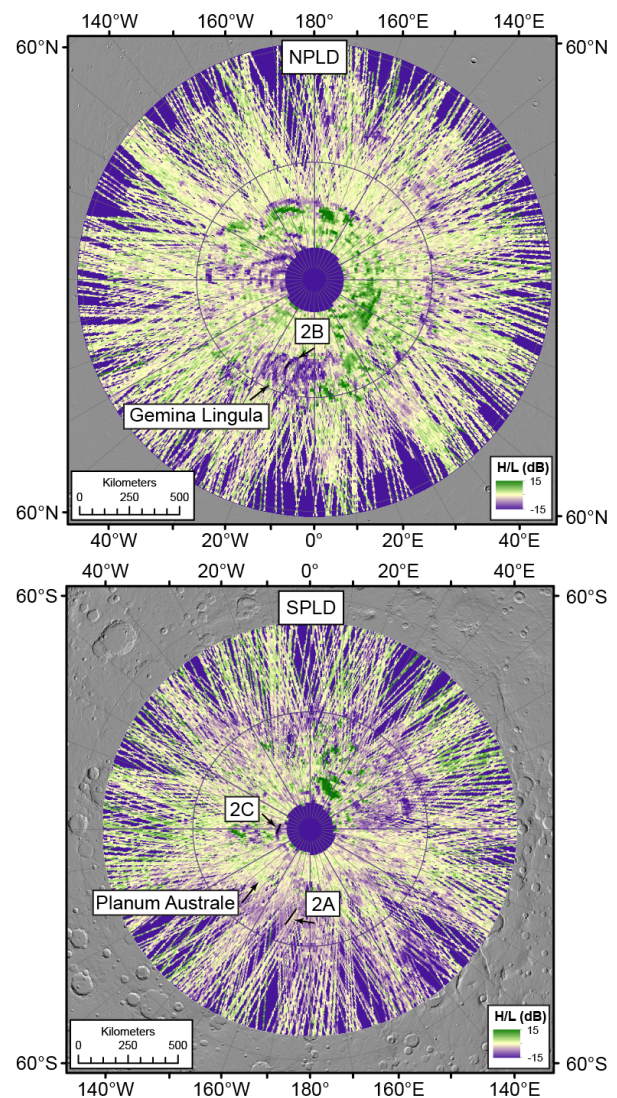 140°W 160°W 180° 160°E 140°E
60°N 60°N
NPLD
2B
Gemina Lingula
Kilometers
0 250 500
H/L (dB)
15
-15
60°N 60°N
40°W 20°W 0° 20°E 40°E
40°W 20°W 0° 20°E 40°E
60°S 60°S
SPLD
2C
Planum Australe
2A
Kilometers
0 250 500
H/L (dB)
15
-15
60°S 60°S
140°W 160°W 180° 160°E 140°E